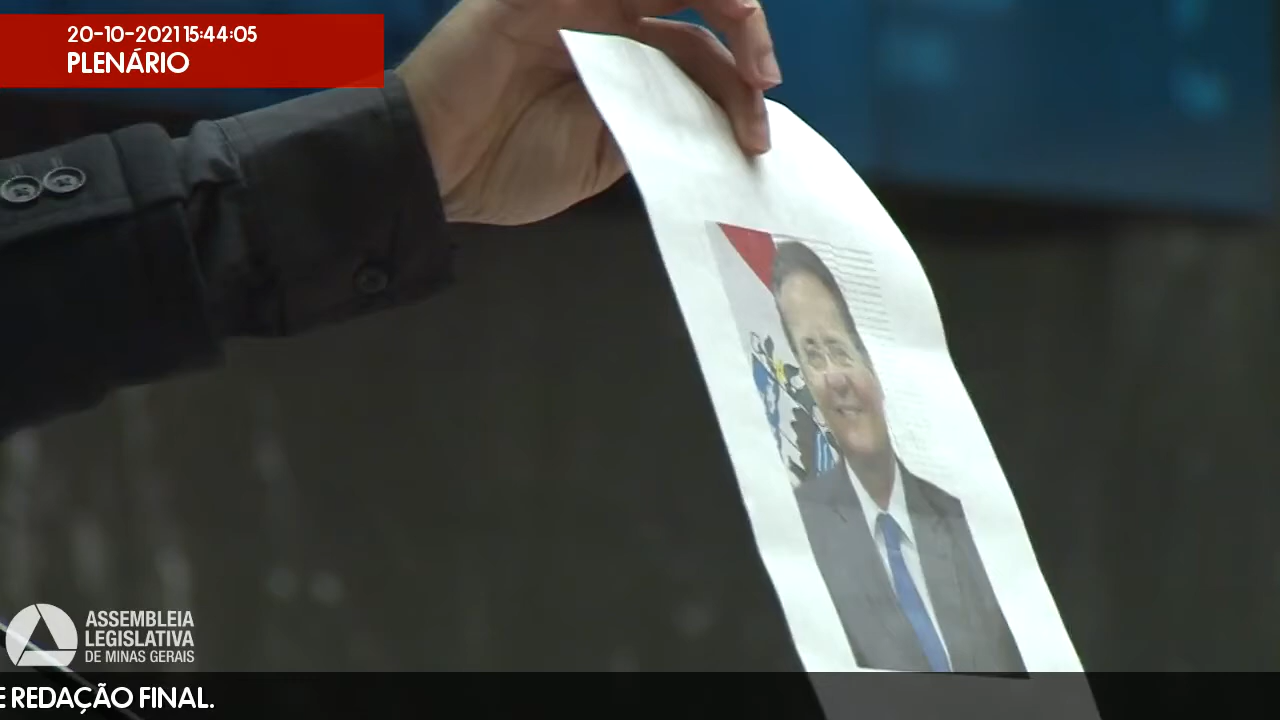 20-10-2021 15:44:05
PLENÁRIO
ASSEMBLEIA
LEGISLATIVA
DE MINAS GERAIS
E REDAÇÃO FINAL.